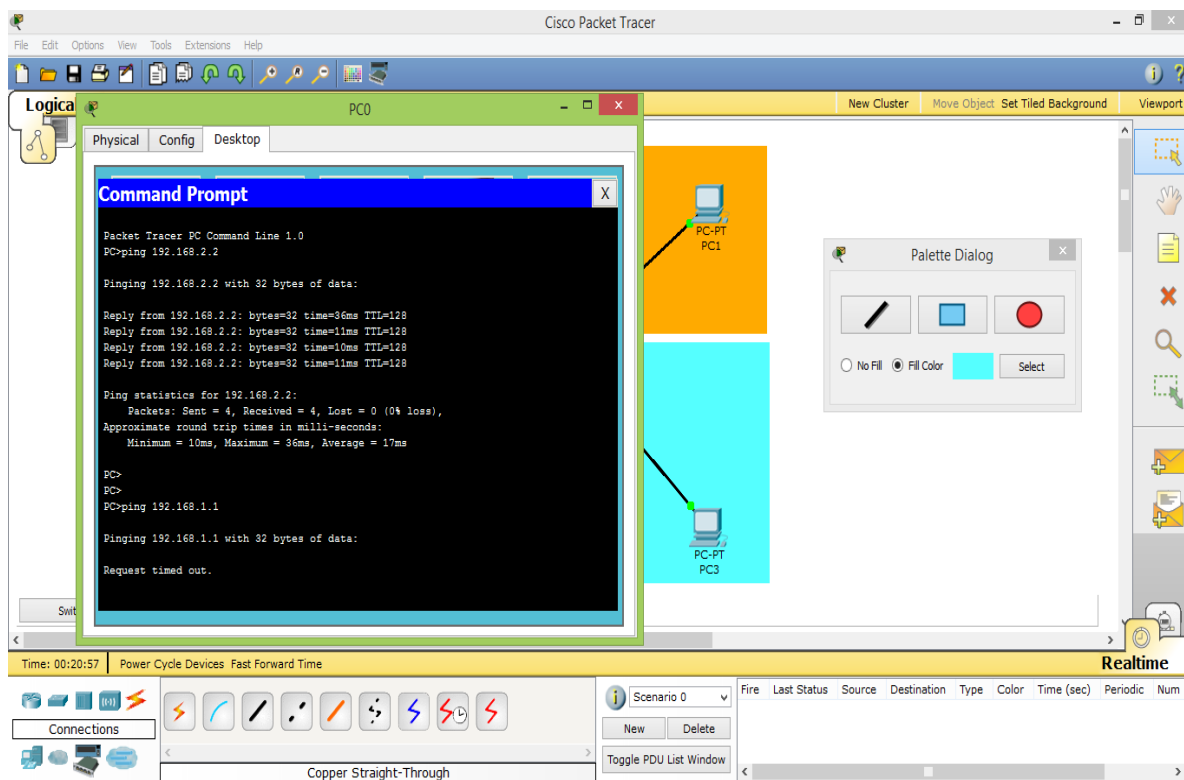 Cisco Packet Tracer
File Edit Options View Tools Extensions Help
Logica
New Cluster Move Object Set Tiled Background Viewport
PC0
Physical Config Desktop
Command Prompt
X
Packet Tracer PC Command Line 1.0
PC>ping 192.168.2.2
Pinging 192.168.2.2 with 32 bytes of data:
Reply from 192.168.2.2: bytes=32 time=36ms TTL=128
Reply from 192.168.2.2: bytes=32 time=11ms TTL=128
Reply from 192.168.2.2: bytes=32 time=10ms TTL=128
Reply from 192.168.2.2: bytes=32 time=11ms TTL=128
Ping statistics for 192.168.2.2:
Packets: Sent = 4, Received = 4, Lost = 0 (0% loss),
Approximate round trip times in milli-seconds:
Minimum = 10ms, Maximum = 36ms, Average = 17ms
PC>
PC>
PC>ping 192.168.1.1
Pinging 192.168.1.1 with 32 bytes of data:
Request timed out.
PC-PT
PC1
PC-PT
PC3
Palette Dialog
No Fill Fill Color Select
Swit
Time: 00:20:57 Power Cycle Devices Fast Forward Time
Realtime
Connections
Copper Straight-Through
Scenario 0
New Delete
Toggle PDU List Window
Fire Last Status Source Destination Type Color Time (sec) Periodic Num